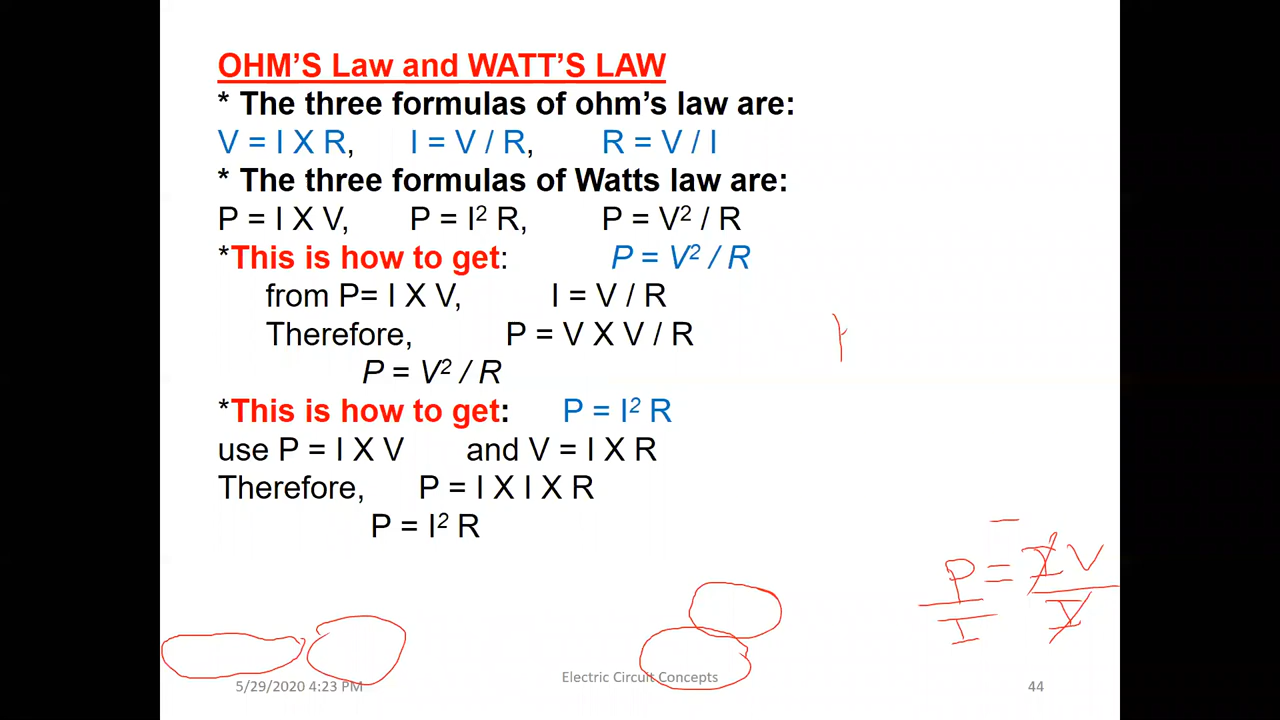 OHM'S Law and WATT'S LAW
* The three formulas of ohm's law are:
V = I X R, I = V / R, R = V / I
* The three formulas of Watts law are:
P = I X V, P = I² R, P = V² / R
*This is how to get: P = V² / R
from P= I X V, I = V / R
Therefore, P = V X V / R
P = V² / R
*This is how to get: P = I² R
use P = I X V and V = I X R
Therefore, P = I X I X R
P = I² R
P = I V
I I
Electric Circuit Concepts
5/29/2020 4:23 PM 44